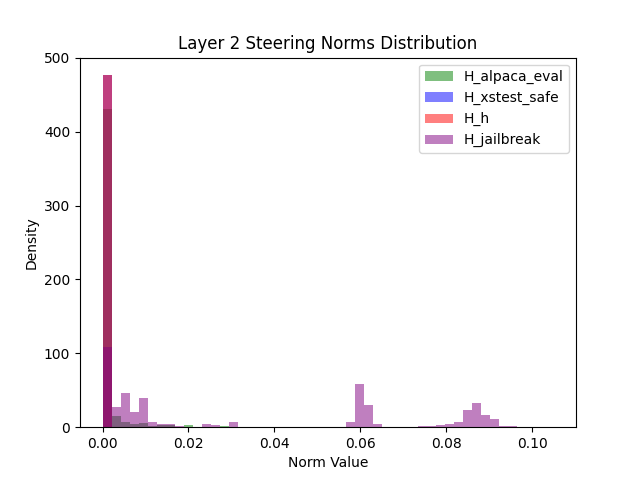 Layer 2 Steering Norms Distribution
H_alpaca_eval
H_xstest_safe
H_h
H_jailbreak
500
400
300
200
100
0
Density
0.00 0.02 0.04 0.06 0.08 0.10
Norm Value